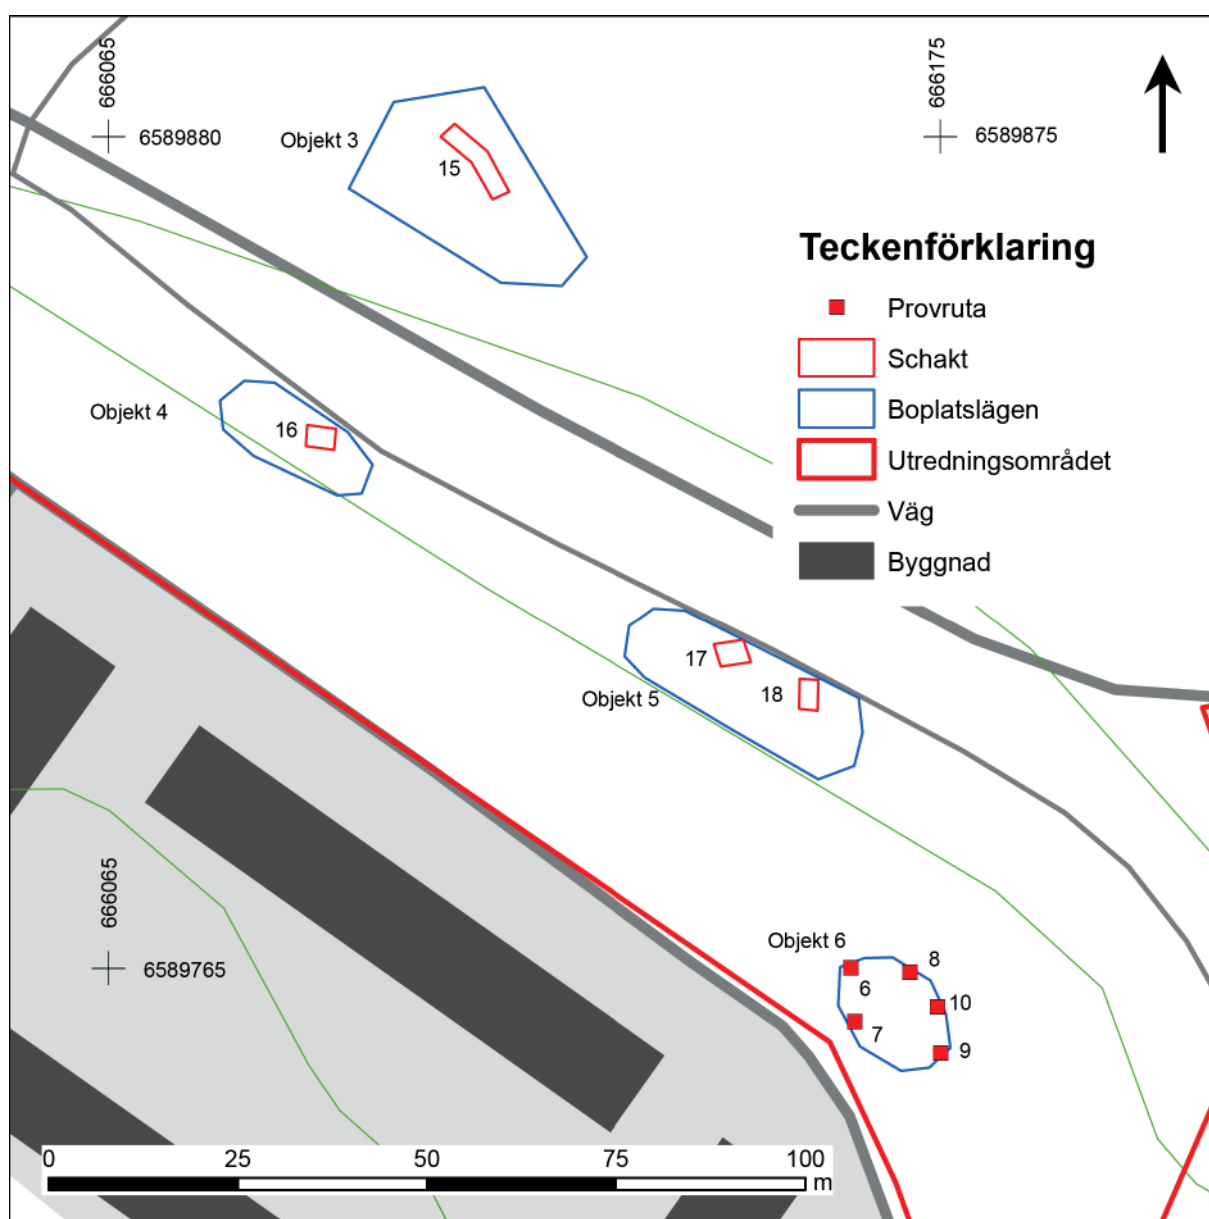 666065
6589880
Objekt 3
15
666175
6589875
Teckenförklaring
Provruta
Schakt
Boplatslägen
Utredningsområdet
Väg
Byggnad
Objekt 4
16
17
Objekt 5
18
666065
6589765
Objekt 6
8
6
10
7
9
0 25 50 75 100
m